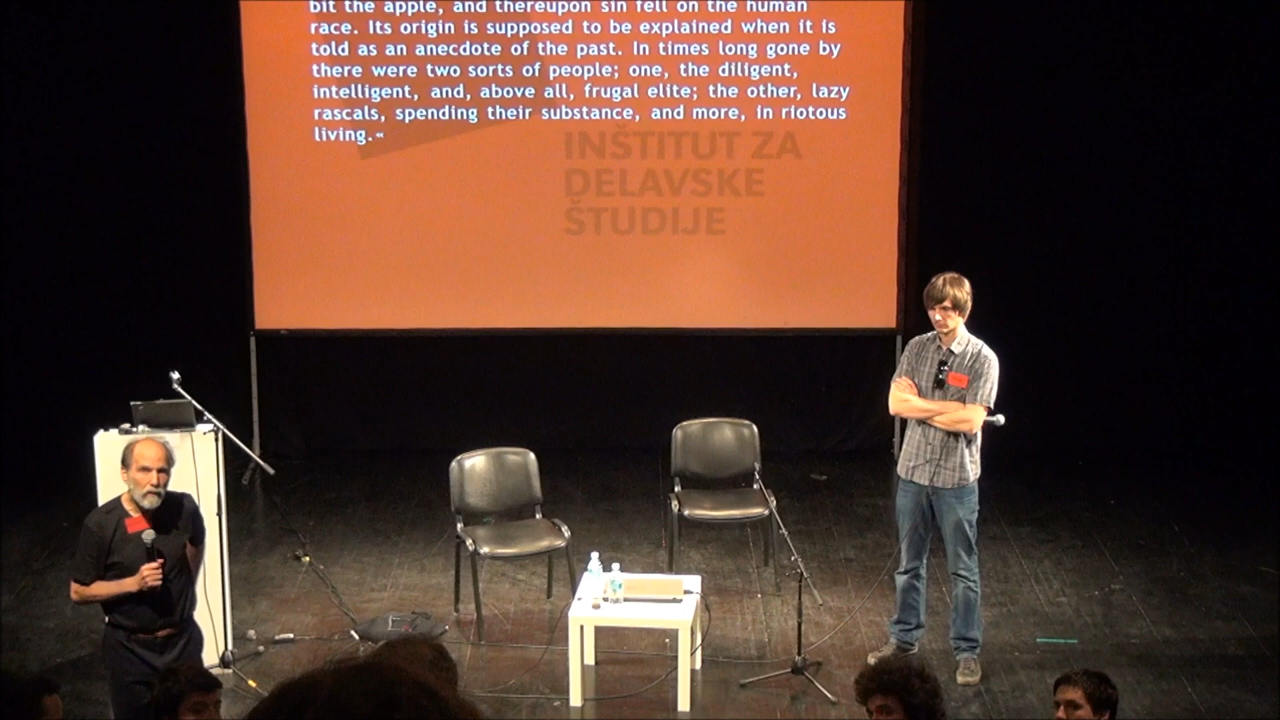 bit the apple, and thereupon sin fell on the human
race. Its origin is supposed to be explained when it is
told as an anecdote of the past. In times long gone by
there were two sorts of people; one, the diligent,
intelligent, and, above all, frugal elite; the other, lazy
rascals, spending their substance, and more, in riotous
living.«
INŠTITUT ZA
DELAVSKE
ŠTUDIJE